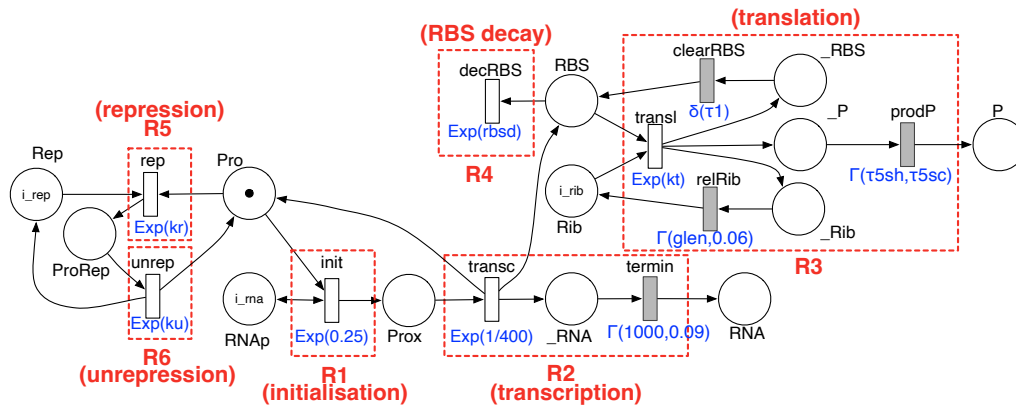 (translation)
(RBS decay)
RBS
clearRBS
_RBS
decRBS
δ(τ1)
transl
_P
prodP
P
(repression)
R5
Exp(rbsd)
R4
Exp(kt)
Γ(τ5sh,τ5sc)
Rep
rep
Pro
i_rep
i_rib
Rib
relRib
_Rib
Exp(kr)
Γ(glen,0.06)
R3
ProRep
unrep
init
transc
termin
i_rna
Exp(ku)
RNAp
Exp(0.25)
Prox
Exp(1/400)
_RNA
Γ(1000,0.09)
RNA
R6
(unrepression)
R1
(initialisation)
R2
(transcription)